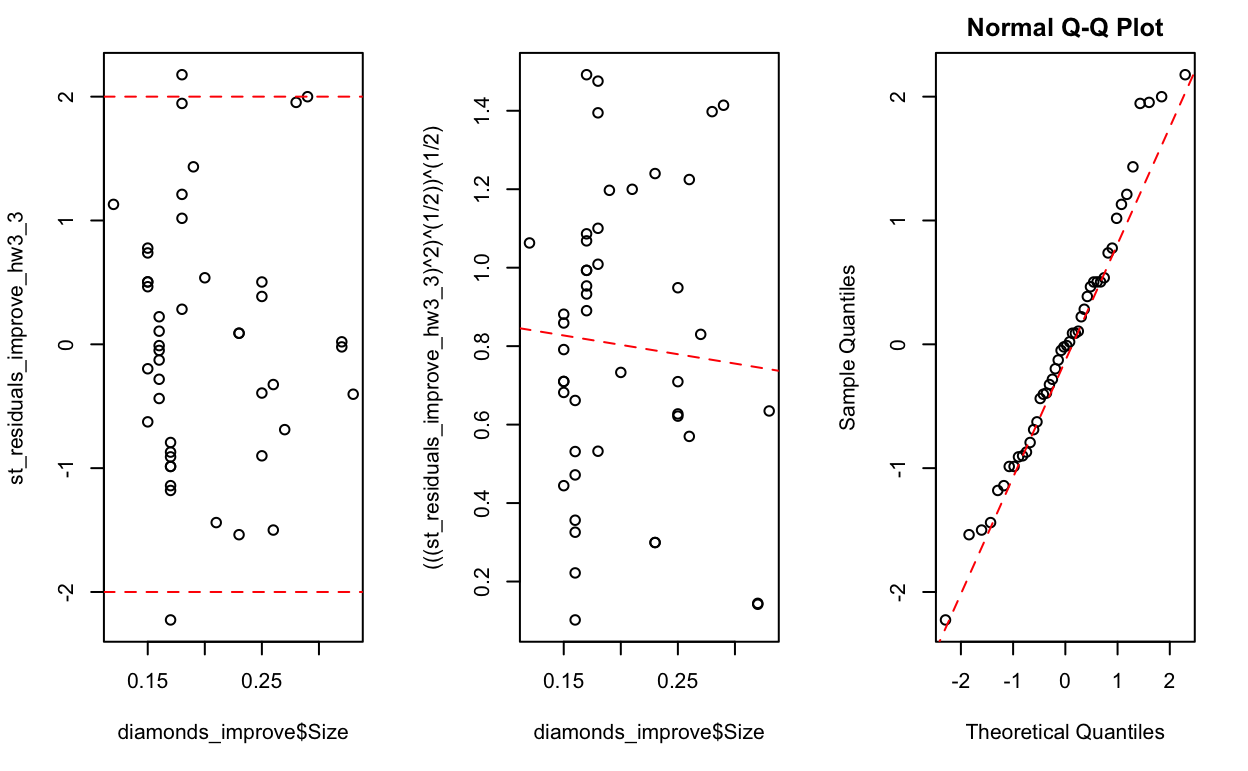 st_residuals_improve_hw3_3
2
1
0
-1
-2
0.15 0.25
diamonds_improve$Size
(((st_residuals_improve_hw3_3)^2)^(1/2))^(1/2)
1.4
1.2
1.0
0.8
0.6
0.4
0.2
0.15 0.25
diamonds_improve$Size
Normal Q-Q Plot
Sample Quantiles
2
1
0
-1
-2
-2 -1 0 1 2
Theoretical Quantiles